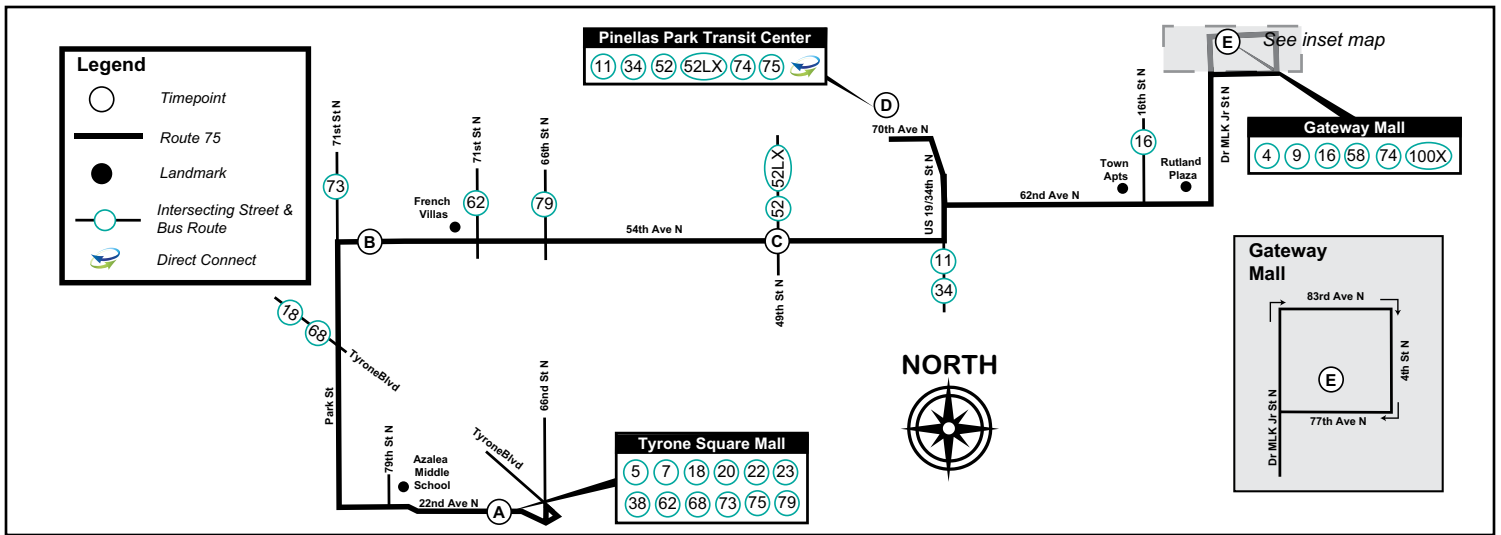 Legend
Timepoint
Route 75
Landmark
Intersecting Street &
Bus Route
Direct Connect
Pinellas Park Transit Center
11 34 52 52LX 74 75
D
70th Ave N
US 19/34th St N
E
See inset map
Dr MLK Jr St N
Gateway Mall
4 9 16 58 74 100X
16th St N
16
Town
Apts
Rutland
Plaza
62nd Ave N
71st St N
73
B
French
Villas
71st St N
62
66th St N
79
54th Ave N
52LX
52
C
49th St N
11
34
18
68
TyroneBlvd
Park St
79th St N
Azalea
Middle
School
22nd Ave N
A
TyroneBlvd
66nd St N
Tyrone Square Mall
5 7 18 20 22 23
38 62 68 73 75 79
NORTH
Gateway
Mall
83rd Ave N
4th St N
E
77th Ave N
Dr MLK Jr St N